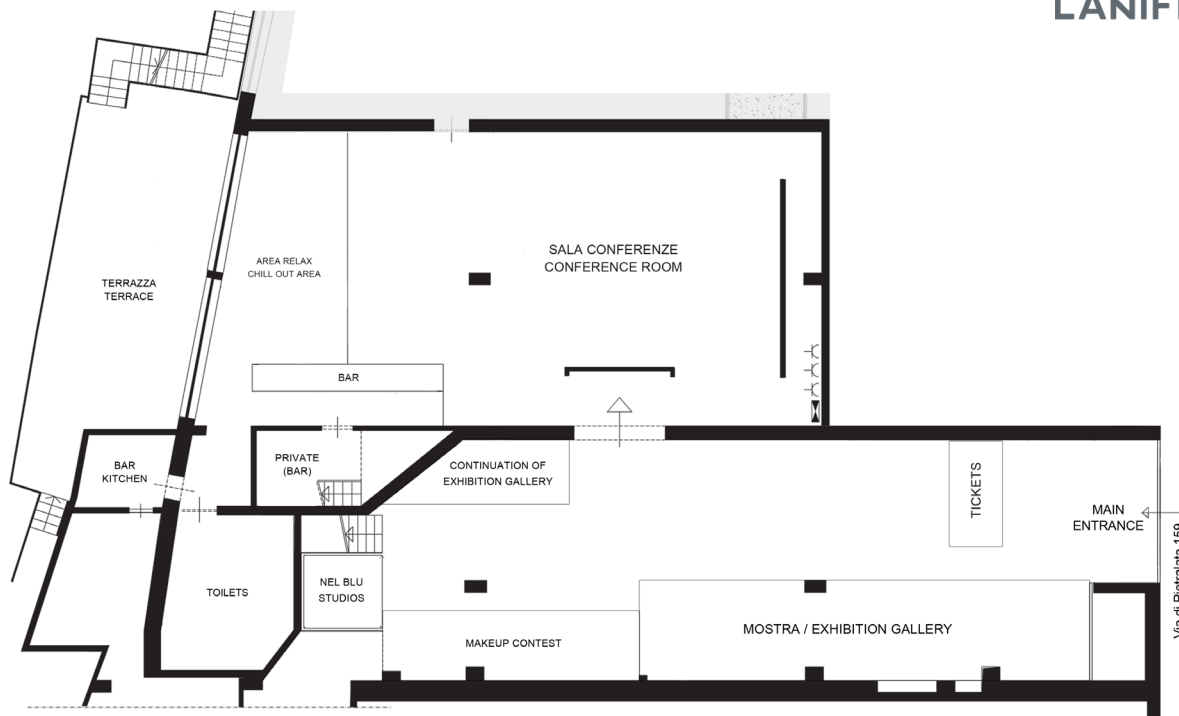 LANIFI
SALA CONFERENZE
CONFERENCE ROOM
AREA RELAX
CHILL OUT AREA
TERRAZZA
TERRACE
BAR
PRIVATE
(BAR)
BAR
KITCHEN
CONTINUATION OF
EXHIBITION GALLERY
TICKETS
MAIN
ENTRANCE
Via di Pietralata 159
TOILETS
NEL BLU
STUDIOS
MAKEUP CONTEST
MOSTRA / EXHIBITION GALLERY